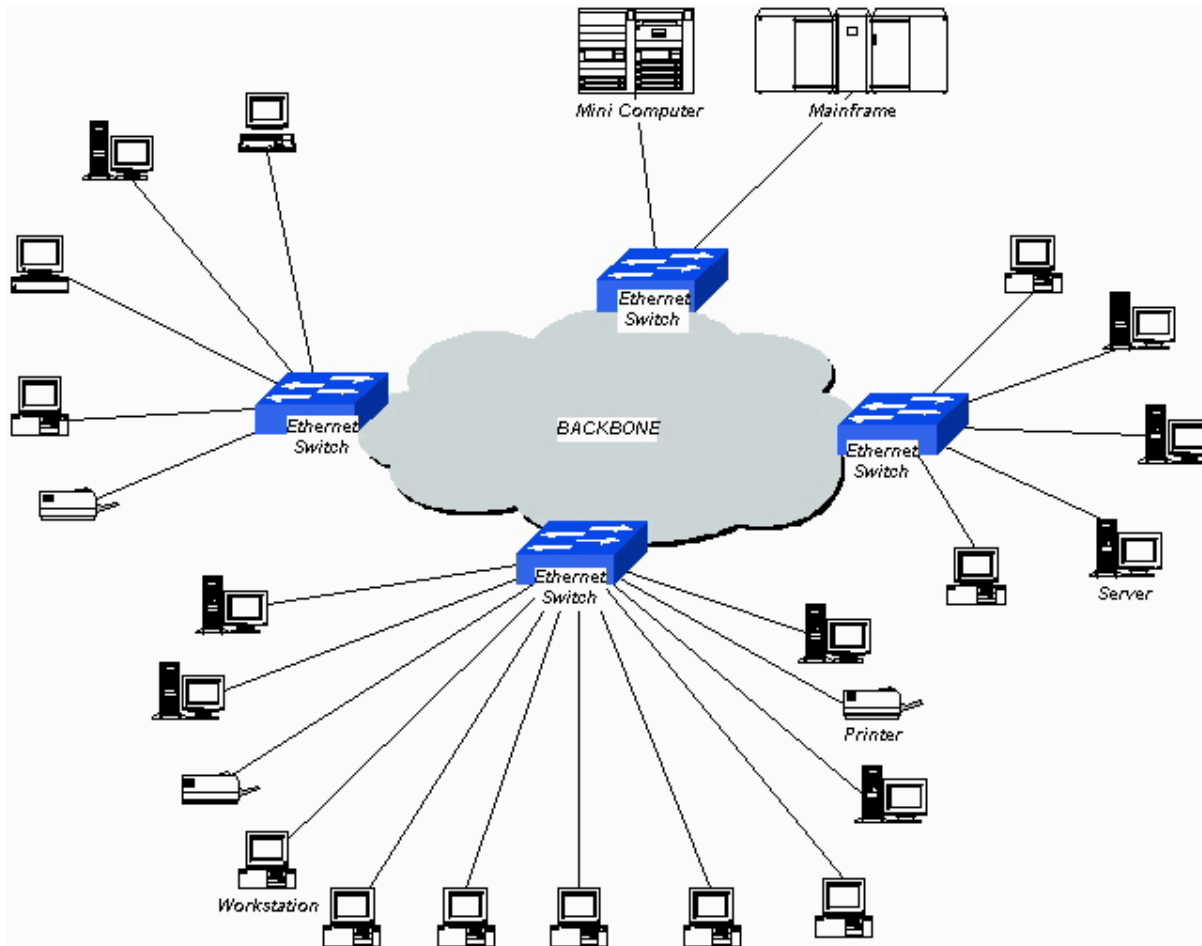 Mini Computer
Mainframe
Ethernet
Switch
Ethernet
Switch
BACKBONE
Ethernet
Switch
Ethernet
Switch
Server
Printer
Workstation